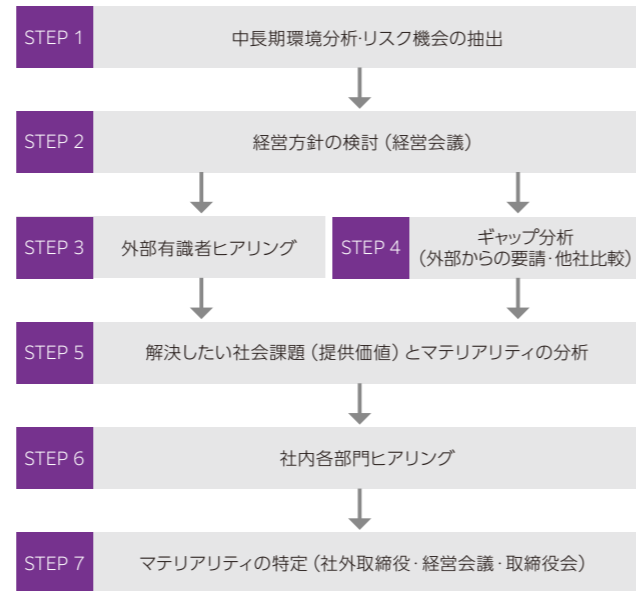 STEP 1
中長期環境分析･リスク機会の抽出
STEP 2
経営方針の検討（経営会議）
STEP 3
外部有識者ヒアリング
STEP 4
ギャップ分析
（外部からの要請･他社比較）
STEP 5
解決したい社会課題（提供価値）とマテリアリティの分析
STEP 6
社内各部門ヒアリング
STEP 7
マテリアリティの特定（社外取締役･経営会議･取締役会）